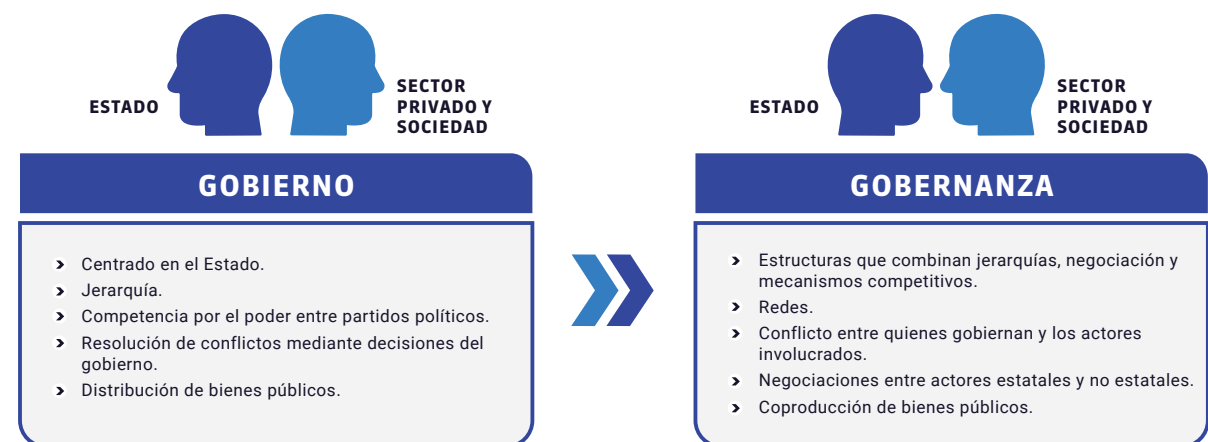 ESTADO
SECTOR
PRIVADO Y
SOCIEDAD
GOBIERNO
Centrado en el Estado.
Jerarquía.
Competencia por el poder entre partidos políticos.
Resolución de conflictos mediante decisiones del
gobierno.
Distribución de bienes públicos.
ESTADO
SECTOR
PRIVADO Y
SOCIEDAD
GOBERNANZA
Estructuras que combinan jerarquías, negociación y
mecanismos competitivos.
Redes.
Conflicto entre quienes gobiernan y los actores
involucrados.
Negociaciones entre actores estatales y no estatales.
Coproducción de bienes públicos.